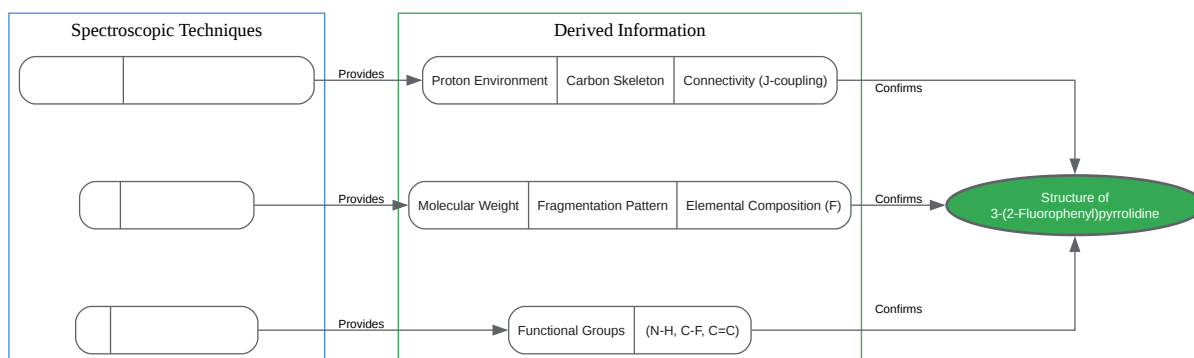 Spectroscopic Techniques
Derived Information
Provides
Proton Environment
Carbon Skeleton
Connectivity (J-coupling)
Confirms
Provides
Molecular Weight
Fragmentation Pattern
Elemental Composition (F)
Confirms
Structure of
3-(2-Fluorophenyl)pyrrolidine
Provides
Functional Groups
(N-H, C-F, C=C)
Confirms